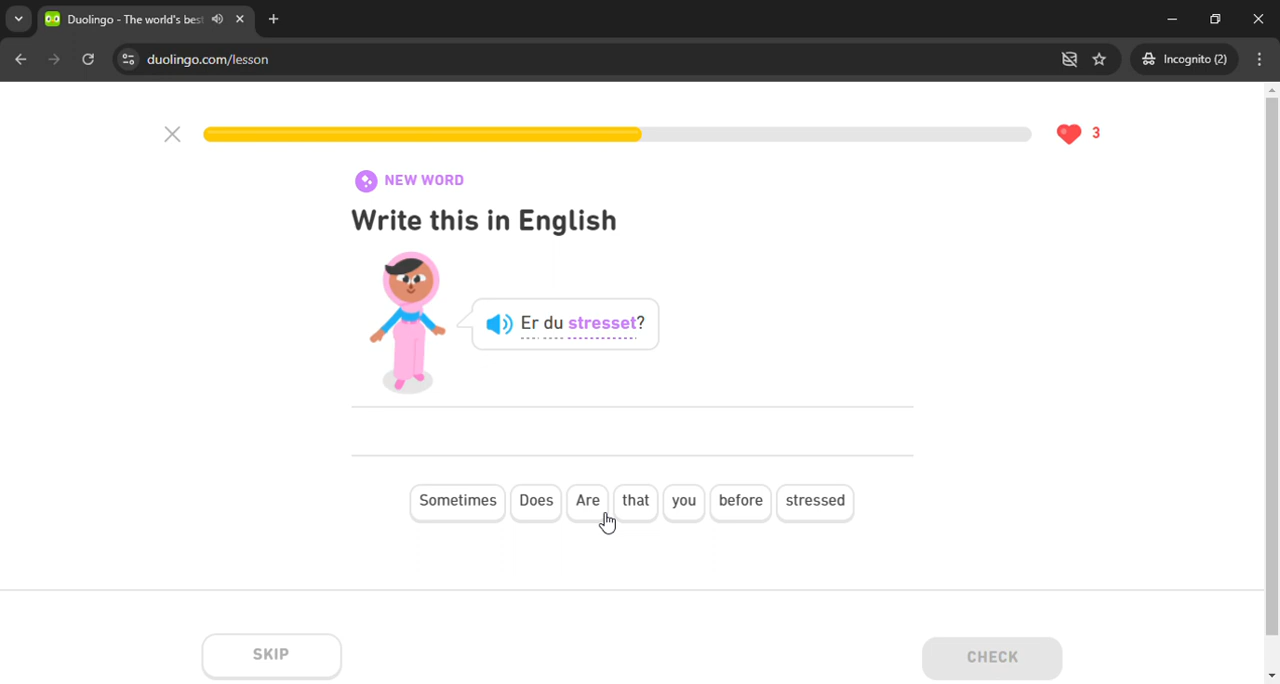 Duolingo - The world's best
duolingo.com/lesson
Incognito (2)
3
NEW WORD
Write this in English
Er du stresset?
Sometimes Does Are that you before stressed
SKIP CHECK